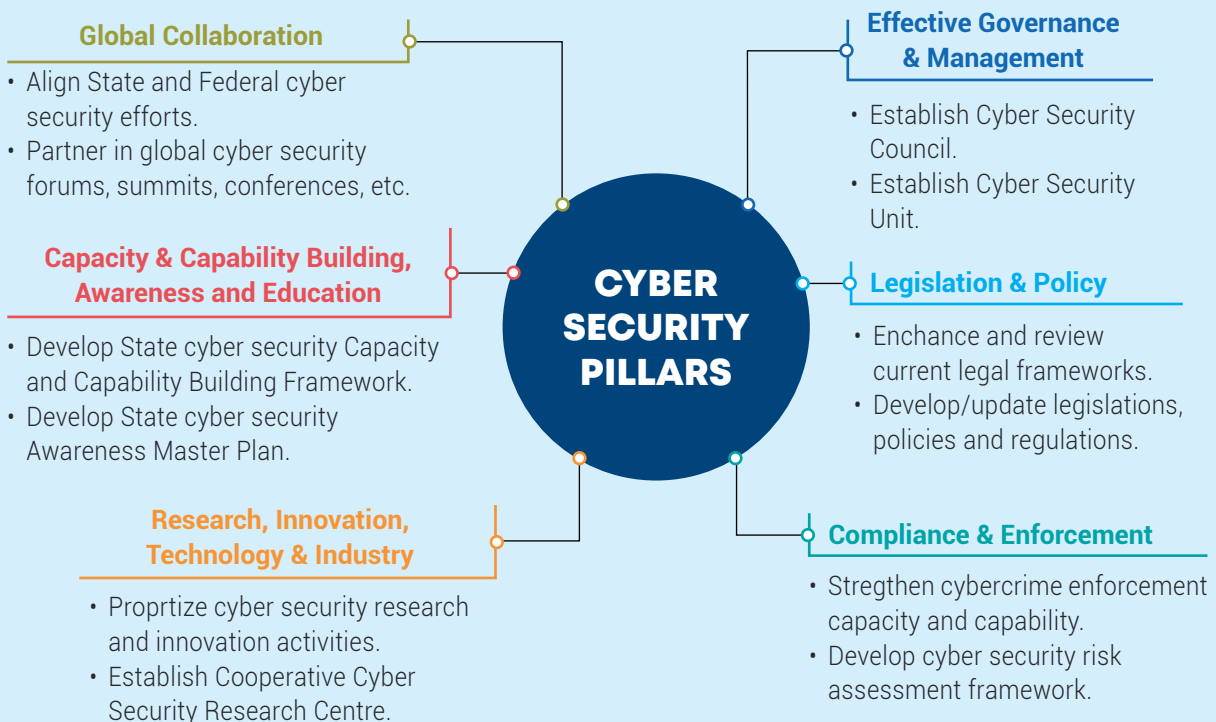 Global Collaboration
• Align State and Federal cyber
security efforts.
• Partner in global cyber security
forums, summits, conferences, etc.
Capacity & Capability Building,
Awareness and Education
• Develop State cyber security Capacity
and Capability Building Framework.
• Develop State cyber security
Awareness Master Plan.
Research, Innovation,
Technology & Industry
• Proprtize cyber security research
and innovation activities.
• Establish Cooperative Cyber
Security Research Centre.
CYBER
SECURITY
PILLARS
Effective Governance
& Management
• Establish Cyber Security
Council.
• Establish Cyber Security
Unit.
Legislation & Policy
• Enchance and review
current legal frameworks.
• Develop/update legislations,
policies and regulations.
Compliance & Enforcement
• Stregthen cybercrime enforcement
capacity and capability.
• Develop cyber security risk
assessment framework.